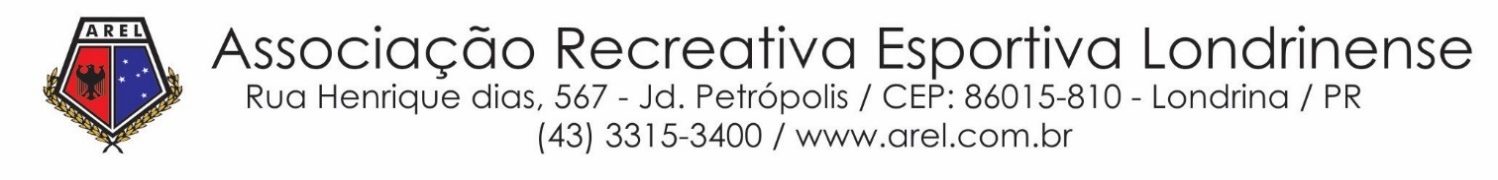 AREL
Associação Recreativa Esportiva Londrinense
Rua Henrique dias, 567 - Jd. Petrópolis / CEP: 86015-810 - Londrina / PR
(43) 3315-3400 / www.arel.com.br